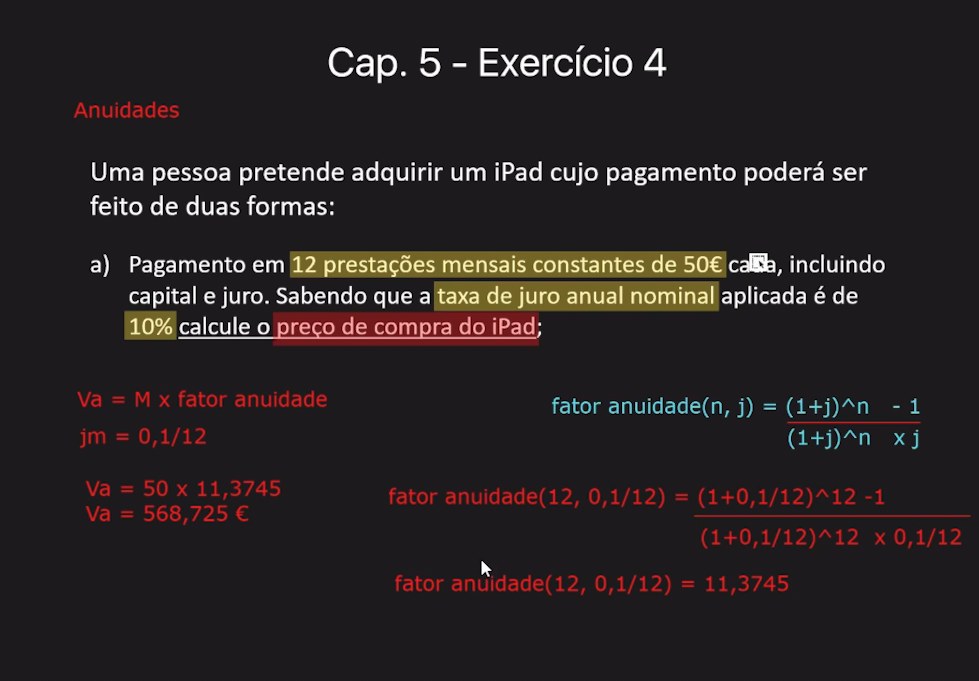 Cap. 5 - Exercício 4
Anuidades
Uma pessoa pretende adquirir um iPad cujo pagamento poderá ser
feito de duas formas:
a) Pagamento em 12 prestações mensais constantes de 50€ cada, incluindo
capital e juro. Sabendo que a taxa de juro anual nominal aplicada é de
10% calcule o preço de compra do iPad;
Va = M x fator anuidade
jm = 0,1/12
Va = 50 x 11,3745
Va = 568,725 €
fator anuidade(n, j) = (1+j)^n - 1
(1+j)^n x j
fator anuidade(12, 0,1/12) = (1+0,1/12)^12 -1
(1+0,1/12)^12 x 0,1/12
fator anuidade(12, 0,1/12) = 11,3745